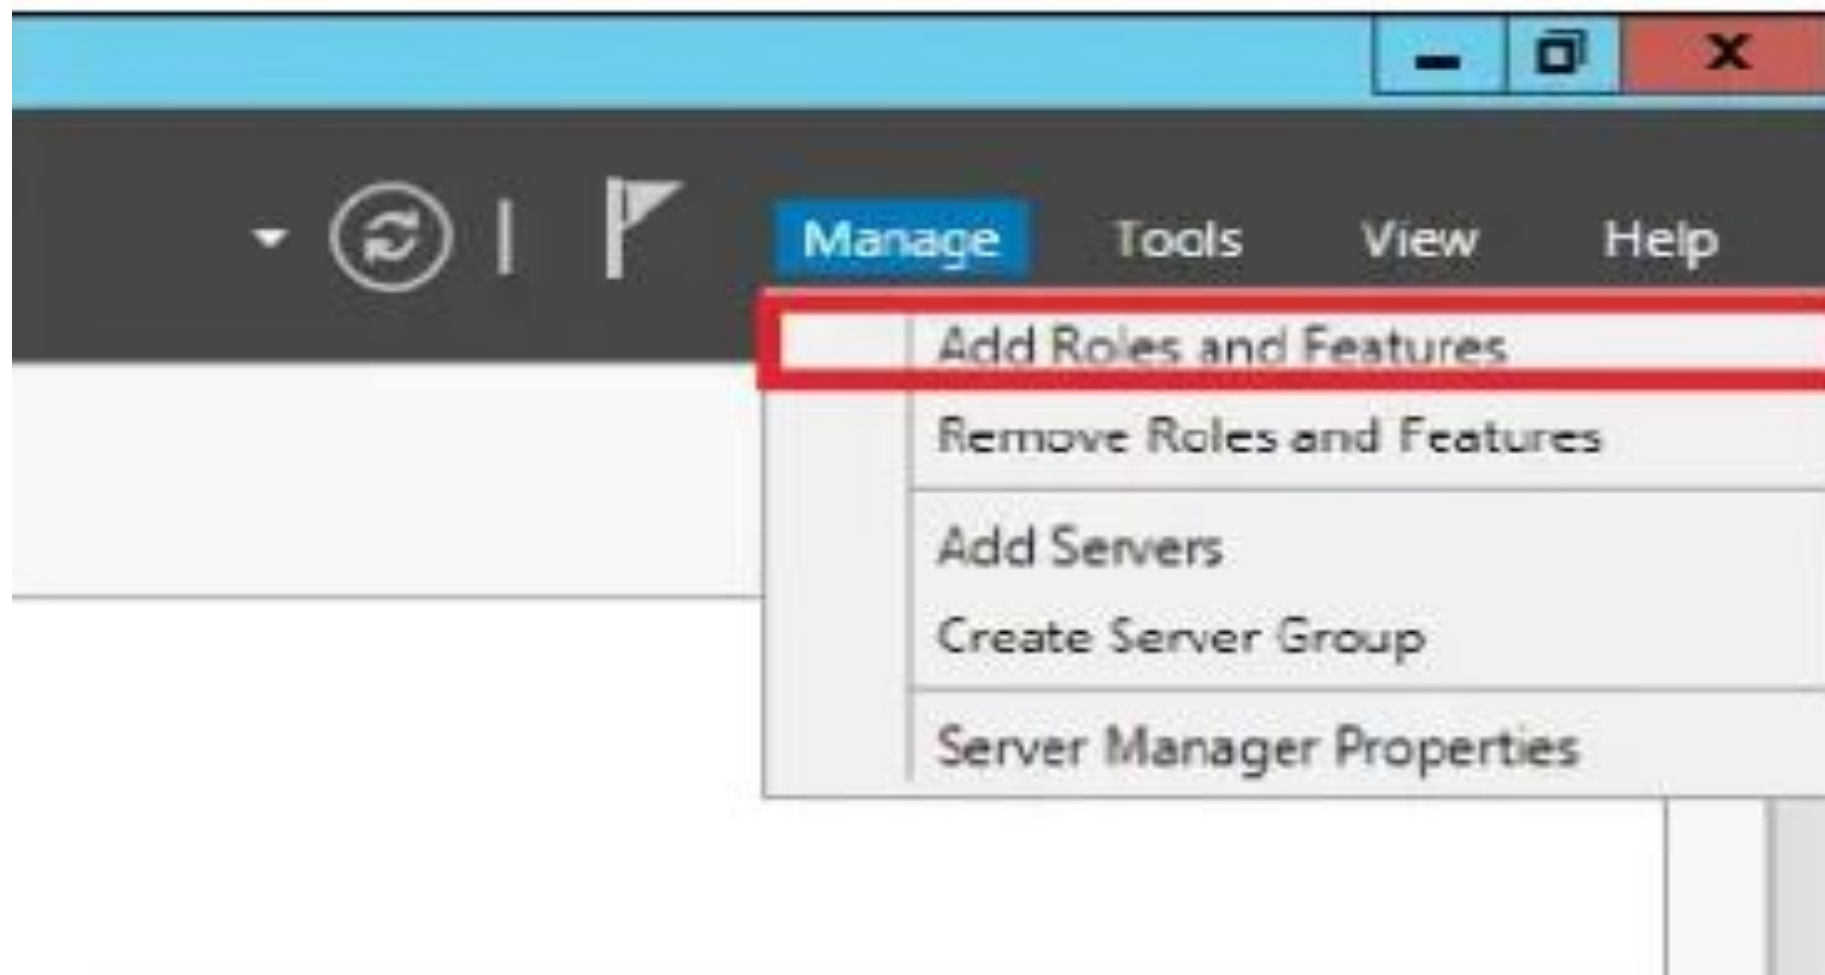 Manage Tools View Help
Add Roles and Features
Remove Roles and Features
Add Servers
Create Server Group
Server Manager Properties